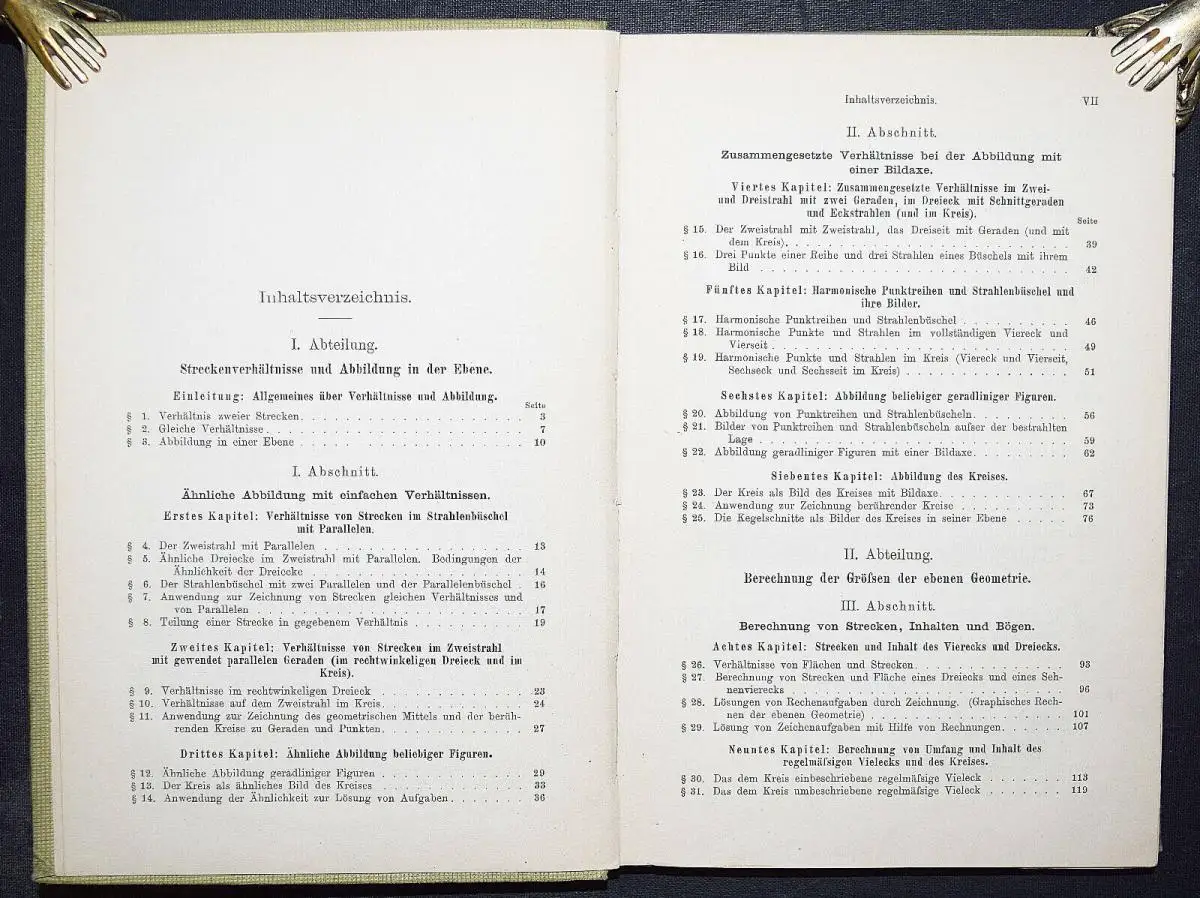 Inhaltsverzeichnis.
I. Abteilung.
Streckenverhältnisse und Abbildung in der Ebene.
Einleitung: Allgemeines über Verhältnisse und Abbildung.
Seite
§ 1. Verhältnis zweier Strecken. 3
§ 2. Gleiche Verhältnisse 7
§ 3. Abbildung in einer Ebene 10
I. Abschnitt.
Ähnliche Abbildung mit einfachen Verhältnissen.
Erstes Kapitel: Verhältnisse von Strecken im Strahlenbüschel
mit Parallelen.
§ 4. Der Zweistrahl mit Parallelen 13
§ 5. Ähnliche Dreiecke im Zweistrahl mit Parallelen. Bedingungen der
Ähnlichkeit der Dreiecke 14
§ 6. Der Strahlenbüschel mit zwei Parallelen und der Parallelenbüschel 16
§ 7. Anwendung zur Zeichnung von Strecken gleichen Verhältnisses und
von Parallelen 17
§ 8. Teilung einer Strecke in gegebenem Verhältnis 19
Zweites Kapitel: Verhältnisse von Strecken im Zweistrahl
mit gewendet parallelen Geraden (im rechtwinkeligen Dreieck und im
Kreis).
§ 9. Verhältnisse im rechtwinkeligen Dreieck 23
§ 10. Verhältnisse auf dem Zweistrahl im Kreis. 24
§ 11. Anwendung zur Zeichnung des geometrischen Mittels und der berüh-
renden Kreise zu Geraden und Punkten. 27
Drittes Kapitel: Ähnliche Abbildung beliebiger Figuren.
§ 12. Ähnliche Abbildung geradliniger Figuren 29
§ 13. Der Kreis als ähnliches Bild des Kreises 33
§ 14. Anwendung der Ähnlichkeit zur Lösung von Aufgaben. 36
Inhaltsverzeichnis. VII
II. Abschnitt.
Zusammengesetzte Verhältnisse bei der Abbildung mit
einer Bildaxe.
Viertes Kapitel: Zusammengesetzte Verhältnisse im Zwei-
und Dreistrahl mit zwei Geraden, im Dreieck mit Schnittgeraden
und Eckstrahlen (und im Kreis).
Seite
§ 15. Der Zweistrahl mit Zweistrahl, das Dreiseit mit Geraden (und mit
dem Kreis). 39
§ 16. Drei Punkte einer Reihe und drei Strahlen eines Büschels mit ihrem
Bild 42
Fünftes Kapitel: Harmonische Punktreihen und Strahlenbüschel und
ihre Bilder.
§ 17. Harmonische Punktreihen und Strahlenbüschel 46
§ 18. Harmonische Punkte und Strahlen im vollständigen Viereck und
Vierseit 49
§ 19. Harmonische Punkte und Strahlen im Kreis (Viereck und Vierseit,
Sechseck und Sechsseit im Kreis) 51
Sechstes Kapitel: Abbildung beliebiger geradliniger Figuren.
§ 20. Abbildung von Punktreihen und Strahlenbüscheln. 56
§ 21. Bilder von Punktreihen und Strahlenbüscheln aufser der bestrahlten
Lage 59
§ 22. Abbildung geradliniger Figuren mit einer Bildaxe. 62
Siebentes Kapitel: Abbildung des Kreises.
§ 23. Der Kreis als Bild des Kreises mit Bildaxe. 67
§ 24. Anwendung zur Zeichnung berührender Kreise 73
§ 25. Die Kegelschnitte als Bilder des Kreises in seiner Ebene 76
II. Abteilung.
Berechnung der Gröfsen der ebenen Geometrie.
III. Abschnitt.
Berechnung von Strecken, Inhalten und Bögen.
Achtes Kapitel: Strecken und Inhalt des Vierecks und Dreiecks.
§ 26. Verhältnisse von Flächen und Strecken. 93
§ 27. Berechnung von Strecken und Fläche eines Dreiecks und eines Seh-
nenvierecks 96
§ 28. Lösungen von Rechenaufgaben durch Zeichnung. (Graphisches Rech-
nen der ebenen Geometrie) 101
§ 29. Lösung von Zeichenaufgaben mit Hilfe von Rechnungen. 107
Neuntes Kapitel: Berechnung von Umfang und Inhalt des
regelmäfsigen Vielecks und des Kreises.
§ 30. Das dem Kreis einbeschriebene regelmäfsige Vieleck 113
§ 31. Das dem Kreis umbeschriebene regelmäfsige Vieleck 119